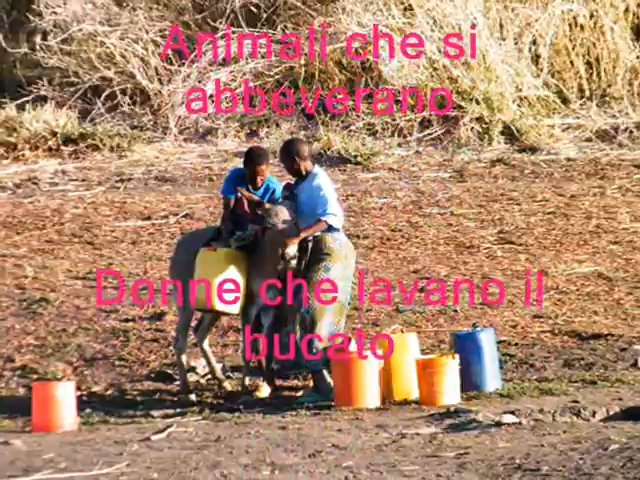 Animali che si
abbeverano
Donne che lavano il
bucato